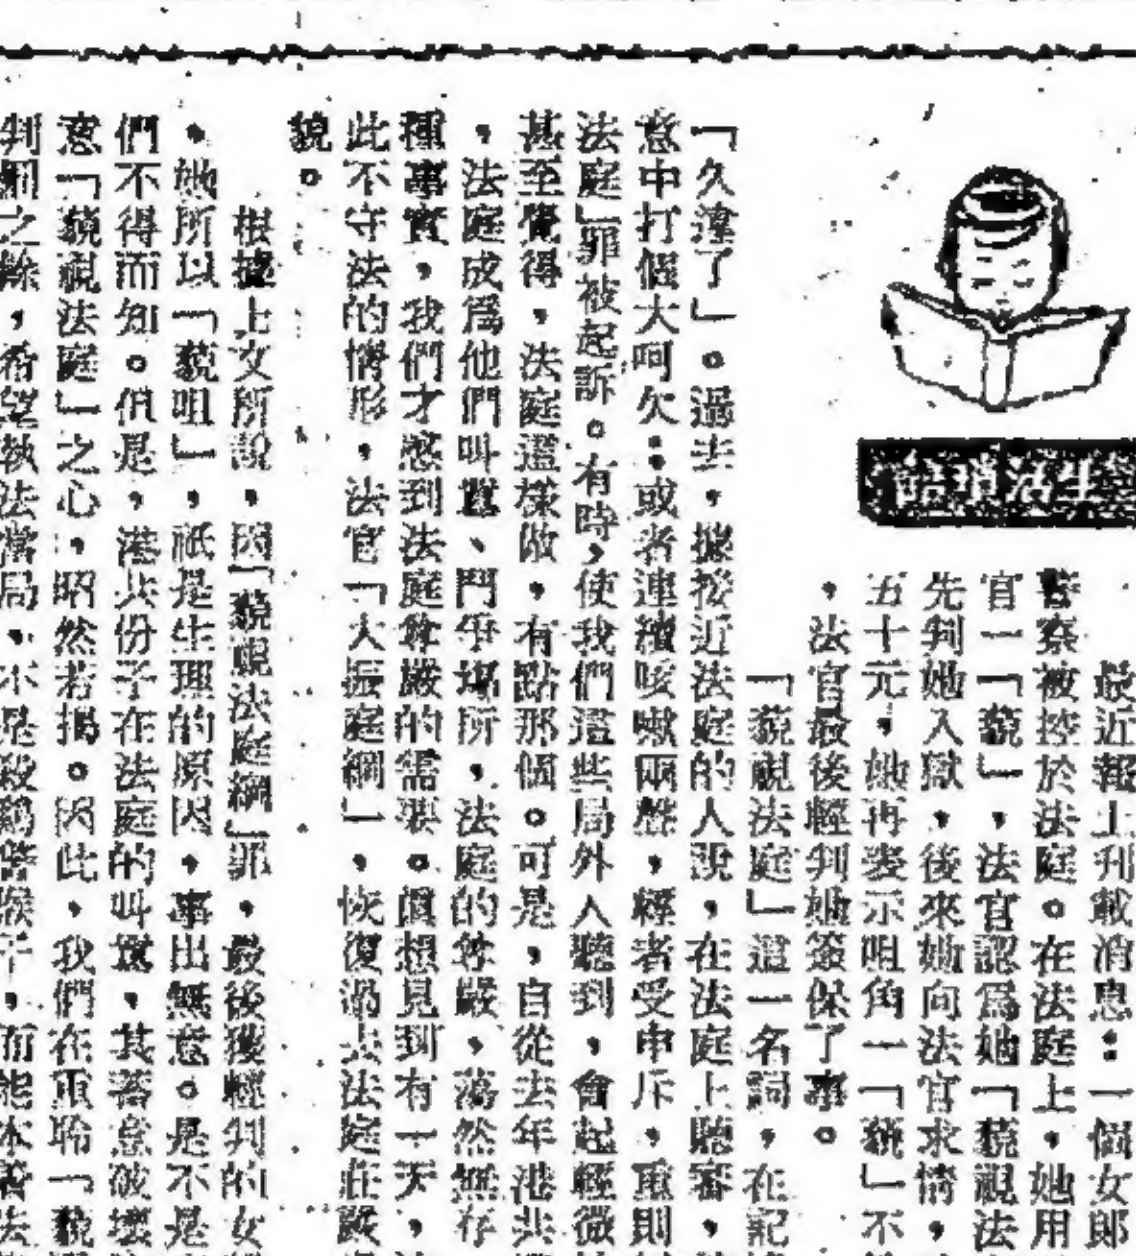 生活雜話
最近報上刊載消息：一個女郎
警察被控於法庭。在法庭上，她用
官一「藐」，法官認爲她「藐視法
先判她入獄，後來她向法官求情，
五十元，她再表示咀角一「藐」不
，法官最後輕判她簽保了事。
「藐視法庭」這一名詞，在記
「久違了」。過去，據接近法庭的人說，在法庭上聽審，
意中打個大呵欠：或者連續咳嗽兩聲，輕者受申斥，重則
法庭」罪被起訴。有時，使我們這些局外人聽到，會起輕微
甚至覺得，法庭這樣做，有點那個。可是，自從去年港共
，法庭成爲他們叫囂、鬥爭場所，法庭的尊嚴，蕩然無存
種事實，我們才感到法庭尊嚴的需要。眞想見到有一天，
此不守法的情形，法官「大振庭綱」，恢復過去法庭莊嚴
貌。
根據上文所說，因「藐視法庭綱」罪，最後獲輕判的女
，她所以「藐咀」，祇是生理的原因，事出無意。是不是
們不得而知。但是，港共份子在法庭的叫囂，其蓄意破壞
意「藐視法庭」之心，昭然若揭。因此，我們在重聆「藐
判詞之餘，希望執法當局，不是殺鷄警猴子，而能本着法